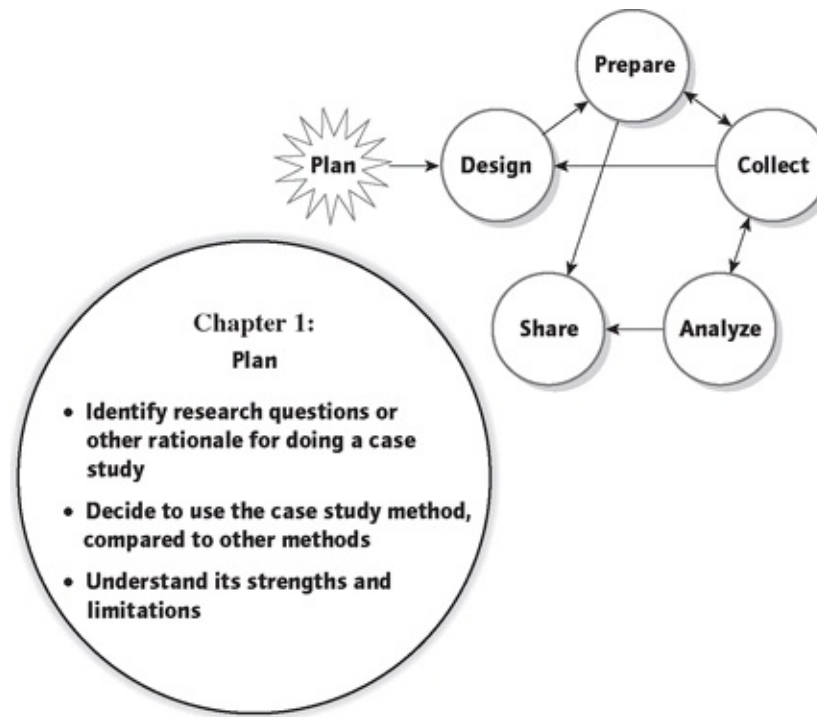 Prepare
Plan
Design
Collect
Share
Analyze
Chapter 1:
Plan
• Identify research questions or
other rationale for doing a case
study
• Decide to use the case study method,
compared to other methods
• Understand its strengths and
limitations